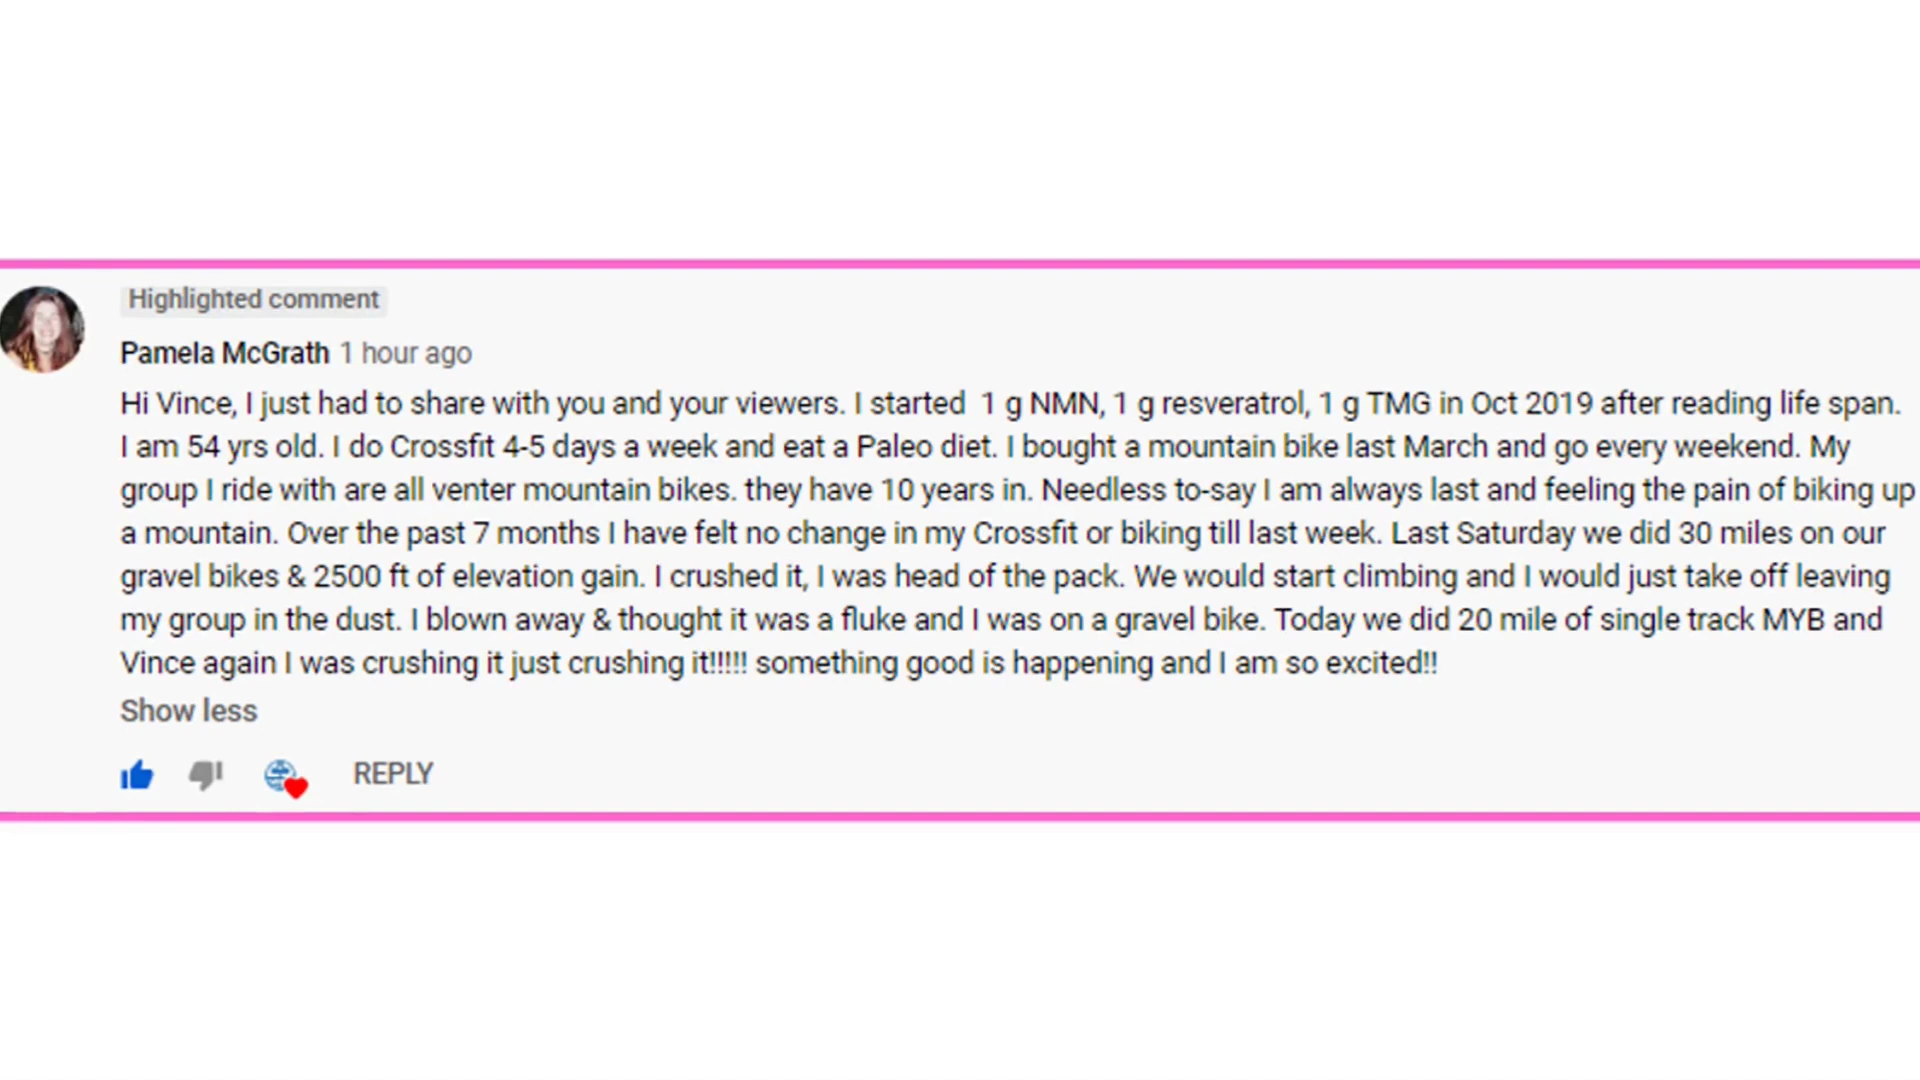 Highlighted comment
Pamela McGrath 1 hour ago
Hi Vince, I just had to share with you and your viewers. I started 1 g NMN, 1 g resveratrol, 1 g TMG in Oct 2019 after reading life span.
I am 54 yrs old. I do Crossfit 4-5 days a week and eat a Paleo diet. I bought a mountain bike last March and go every weekend. My
group I ride with are all venter mountain bikes. they have 10 years in. Needless to-say I am always last and feeling the pain of biking up
a mountain. Over the past 7 months I have felt no change in my Crossfit or biking till last week. Last Saturday we did 30 miles on our
gravel bikes & 2500 ft of elevation gain. I crushed it, I was head of the pack. We would start climbing and I would just take off leaving
my group in the dust. I blown away & thought it was a fluke and I was on a gravel bike. Today we did 20 mile of single track MYB and
Vince again I was crushing it just crushing it!!!!! something good is happening and I am so excited!!
Show less
REPLY